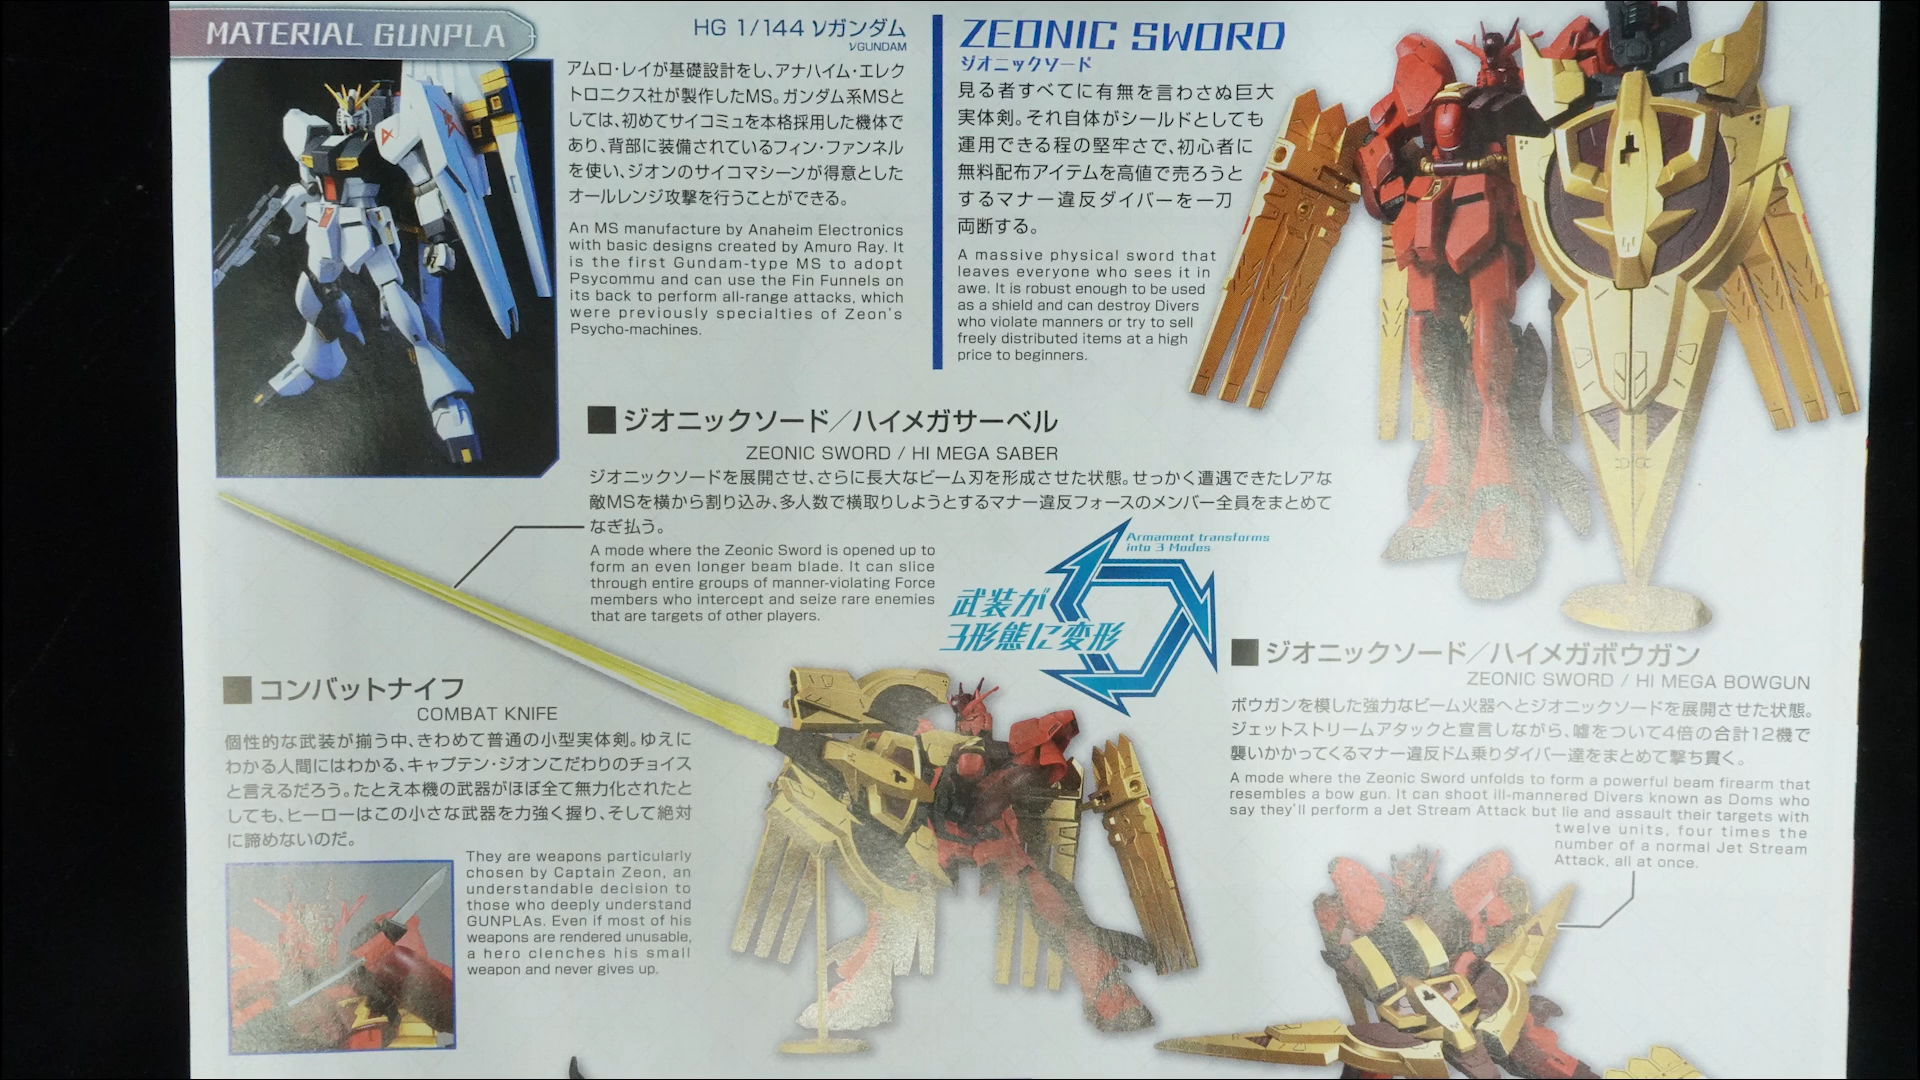 MATERIAL GUNPLA
HG 1/144 νガンダム
νGUNDAM
アムロ・レイが基礎設計をし、アナハイム・エレク
トロニクス社が製作したMS。ガンダム系MSと
しては、初めてサイコミュを本格採用した機体で
あり、背部に装備されているフィン・ファンネル
を使い、ジオンのサイコマシーンが得意とした
オールレンジ攻撃を行うことができる。
An MS manufacture by Anaheim Electronics
with basic designs created by Amuro Ray. It
is the first Gundam-type MS to adopt
Psycommu and can use the Fin Funnels on
its back to perform all-range attacks, which
were previously specialties of Zeon's
Psycho-machines.
ZEONIC SWORD
ジオニックソード
見る者すべてに有無を言わさぬ巨大
実体剣。それ自体がシールドとしても
運用できる程の堅牢さで、初心者に
無料配布アイテムを高値で売ろうと
するマナー違反ダイバーを一刀
両断する。
A massive physical sword that
leaves everyone who sees it in
awe. It is robust enough to be used
as a shield and can destroy Divers
who violate manners or try to sell
freely distributed items at a high
price to beginners.
■ジオニックソード／ハイメガサーベル
ZEONIC SWORD / HI MEGA SABER
ジオニックソードを展開させ、さらに長大なビーム刃を形成させた状態。せっかく遭遇できたレアな
敵MSを横から割り込み、多人数で横取りしようとするマナー違反フォースのメンバー全員をまとめて
なぎ払う。
A mode where the Zeonic Sword is opened up to
form an even longer beam blade. It can slice
through entire groups of manner-violating Force
members who intercept and seize rare enemies
that are targets of other players.
Armament transforms
into 3 Modes
武装が
3形態に変形
■コンバットナイフ
COMBAT KNIFE
個性的な武装が揃う中、きわめて普通の小型実体剣。ゆえに
わかる人間にはわかる、キャプテン・ジオンこだわりのチョイス
と言えるだろう。たとえ本機の武器がほぼ全て無力化されたと
しても、ヒーローはこの小さな武器を力強く握り、そして絶対
に諦めないのだ。
They are weapons particularly
chosen by Captain Zeon, an
understandable decision to
those who deeply understand
GUNPLAs. Even if most of his
weapons are rendered unusable,
a hero clenches his small
weapon and never gives up.
■ジオニックソード／ハイメガボウガン
ZEONIC SWORD / HI MEGA BOWGUN
ボウガンを模した強力なビーム火器へとジオニックソードを展開させた状態。
ジェットストリームアタックと宣言しながら、嘘をついて4倍の合計12機で
襲いかかってくるマナー違反ドム乗りダイバー達をまとめて撃ち貫く。
A mode where the Zeonic Sword unfolds to form a powerful beam firearm that
resembles a bow gun. It can shoot ill-mannered Divers known as Doms who
say they'll perform a Jet Stream Attack but lie and assault their targets with
twelve units, four times the
number of a normal Jet Stream
Attack, all at once.